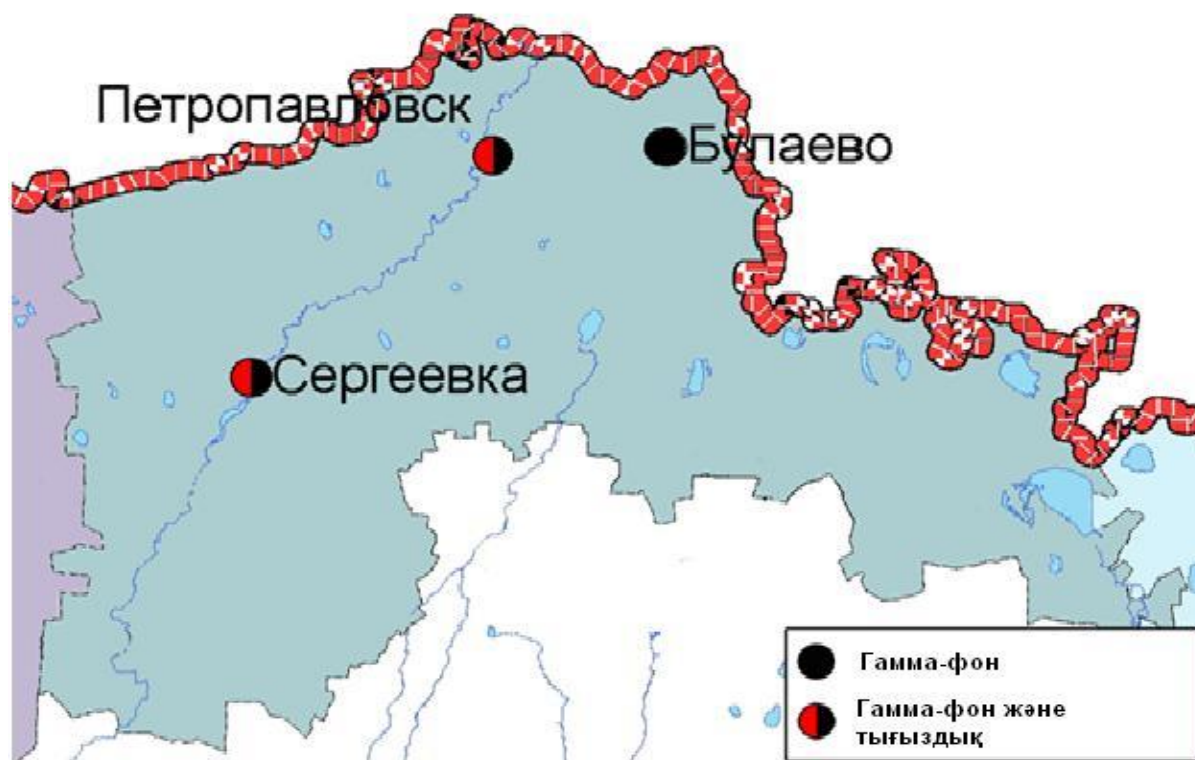 Петропавловск
Булаево
Сергеевка
Гамма-фон
Гамма-фон және
тығыздық